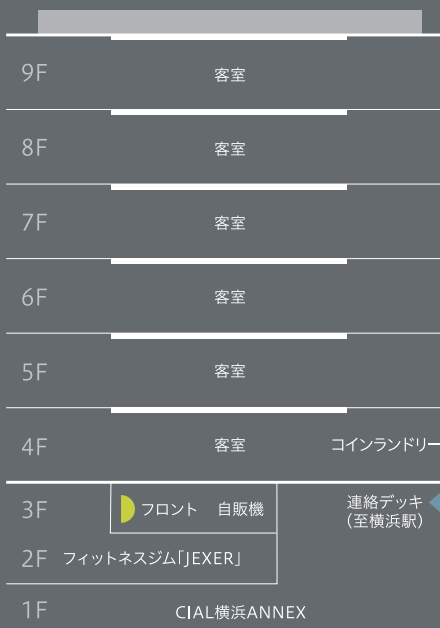 9F 客室
8F 客室
7F 客室
6F 客室
5F 客室
4F 客室 コインランドリー
3F フロント 自販機 連絡デッキ
(至横浜駅)
2F フィットネスジム「JEXER」
1F CIAL横浜ANNEX